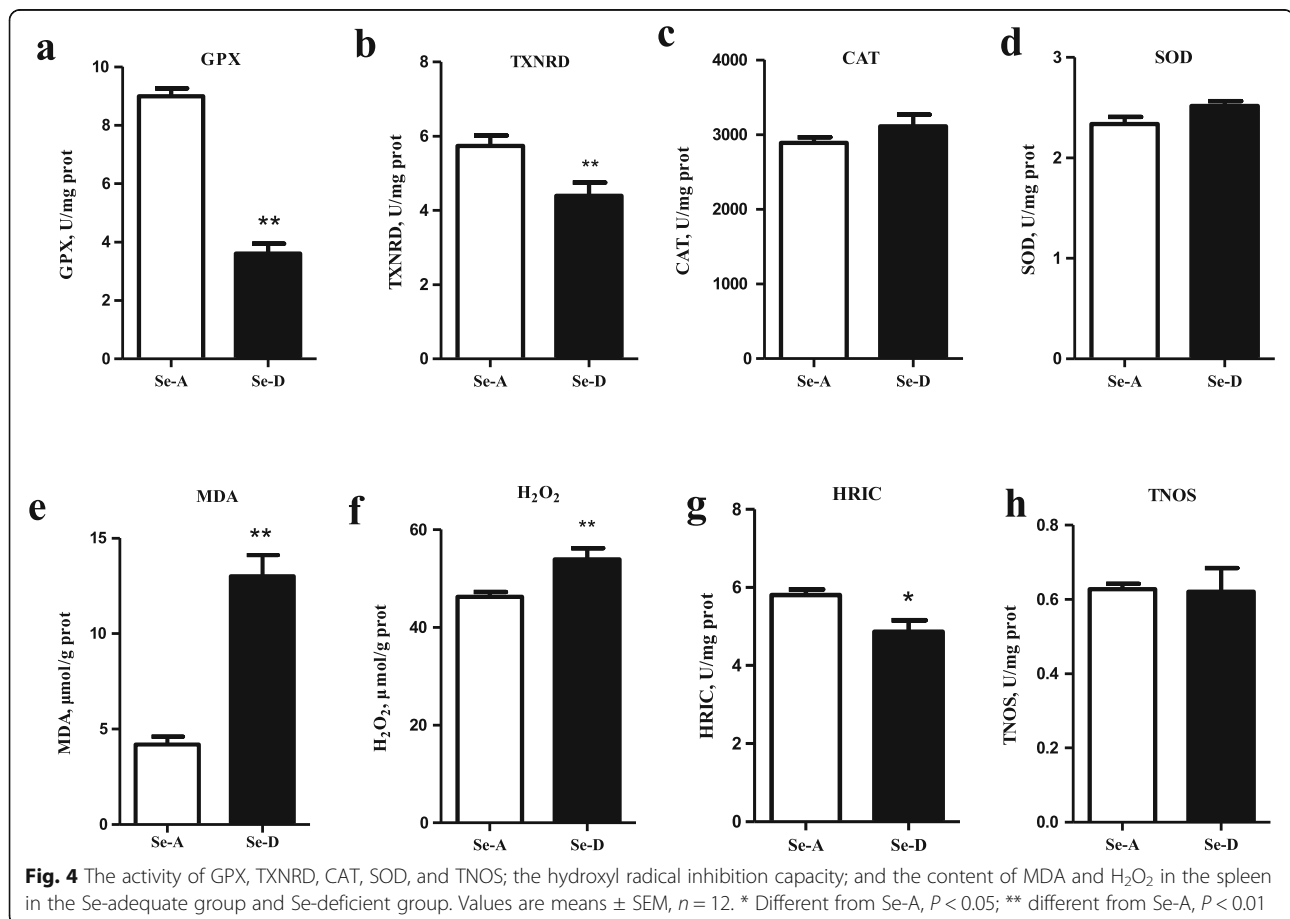 a
GPX
GPX, U/mg prot
10
8
6
4
2
0
**
Se-A Se-D
b
TXNRD
TXNRD, U/mg prot
8
6
4
2
0
**
Se-A Se-D
c
CAT
CAT, U/mg prot
4000
3000
2000
1000
0
Se-A Se-D
d
SOD
SOD, U/mg prot
3
2
1
0
Se-A Se-D
e
MDA
MDA, μmol/g prot
15
10
5
0
**
Se-A Se-D
f
H₂O₂
H₂O₂, μmol/g prot
60
40
20
0
**
Se-A Se-D
g
HRIC
HRIC, U/mg prot
8
6
4
2
0
*
Se-A Se-D
h
TNOS
TNOS, U/mg prot
0.8
0.6
0.4
0.2
0.0
Se-A Se-D
Fig. 4 The activity of GPX, TXNRD, CAT, SOD, and TNOS; the hydroxyl radical inhibition capacity; and the content of MDA and H₂O₂ in the spleen
in the Se-adequate group and Se-deficient group. Values are means ± SEM, n = 12. * Different from Se-A, P < 0.05; ** different from Se-A, P < 0.01